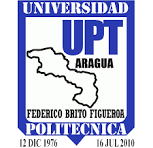 UNIVERSIDAD
UPT
ARAGUA
FEDERICO BRITO FIGUEROA
POLITECNICA
12 DIC 1976 16 JUL 2010